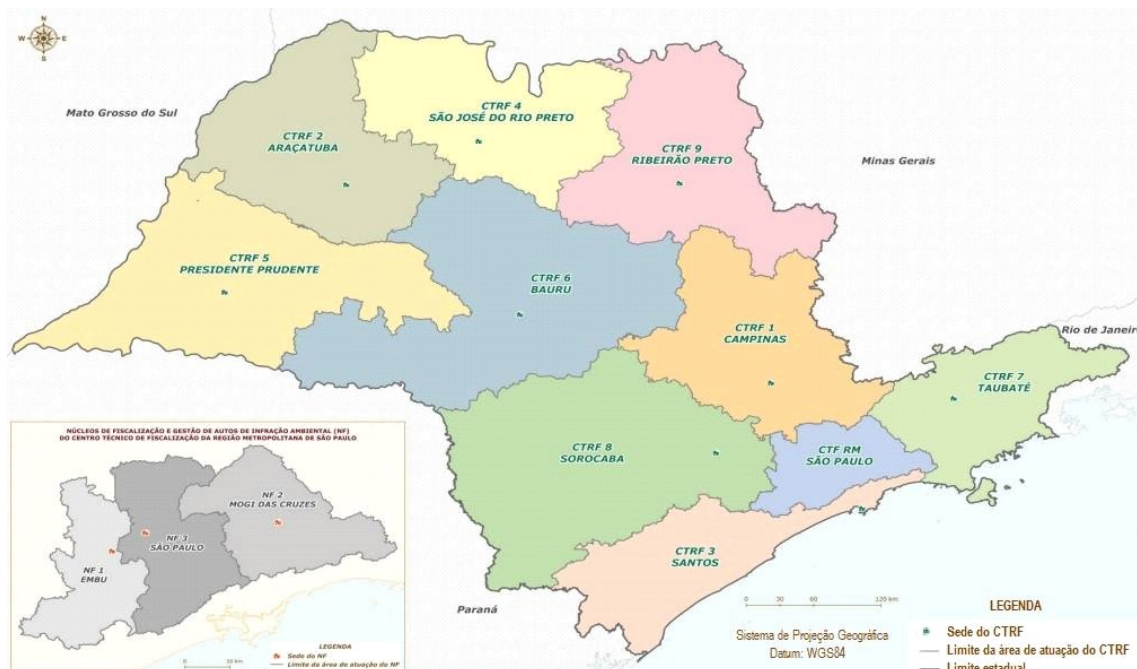 N
W E
S
Mato Grosso do Sul
CTRF 4
SÃO JOSÉ DO RIO PRETO
CTRF 2
ARAÇATUBA
CTRF 9
RIBEIRÃO PRETO
Minas Gerais
CTRF 5
PRESIDENTE PRUDENTE
CTRF 6
BAURU
CTRF 1
CAMPINAS
Rio de Janeiro
CTRF 7
TAUBATÉ
CTRF 8
SOROCABA
CTF RM
SÃO PAULO
CTRF 3
SANTOS
Paraná
NÚCLEOS DE FISCALIZAÇÃO E GESTÃO DE AUTOS DE INFRAÇÃO AMBIENTAL (NF)
DO CENTRO TÉCNICO DE FISCALIZAÇÃO DA REGIÃO METROPOLITANA DE SÃO PAULO
NF 2
MOGI DAS CRUZES
NF 3
SÃO PAULO
NF 1
EMBU
LEGENDA
Sede do NF
Limite da área de atuação do NF
0 30 60 120 km
Sistema de Projeção Geográfica
Datum: WGS84
LEGENDA
Sede do CTRF
Limite da área de atuação do CTRF
Limite estadual